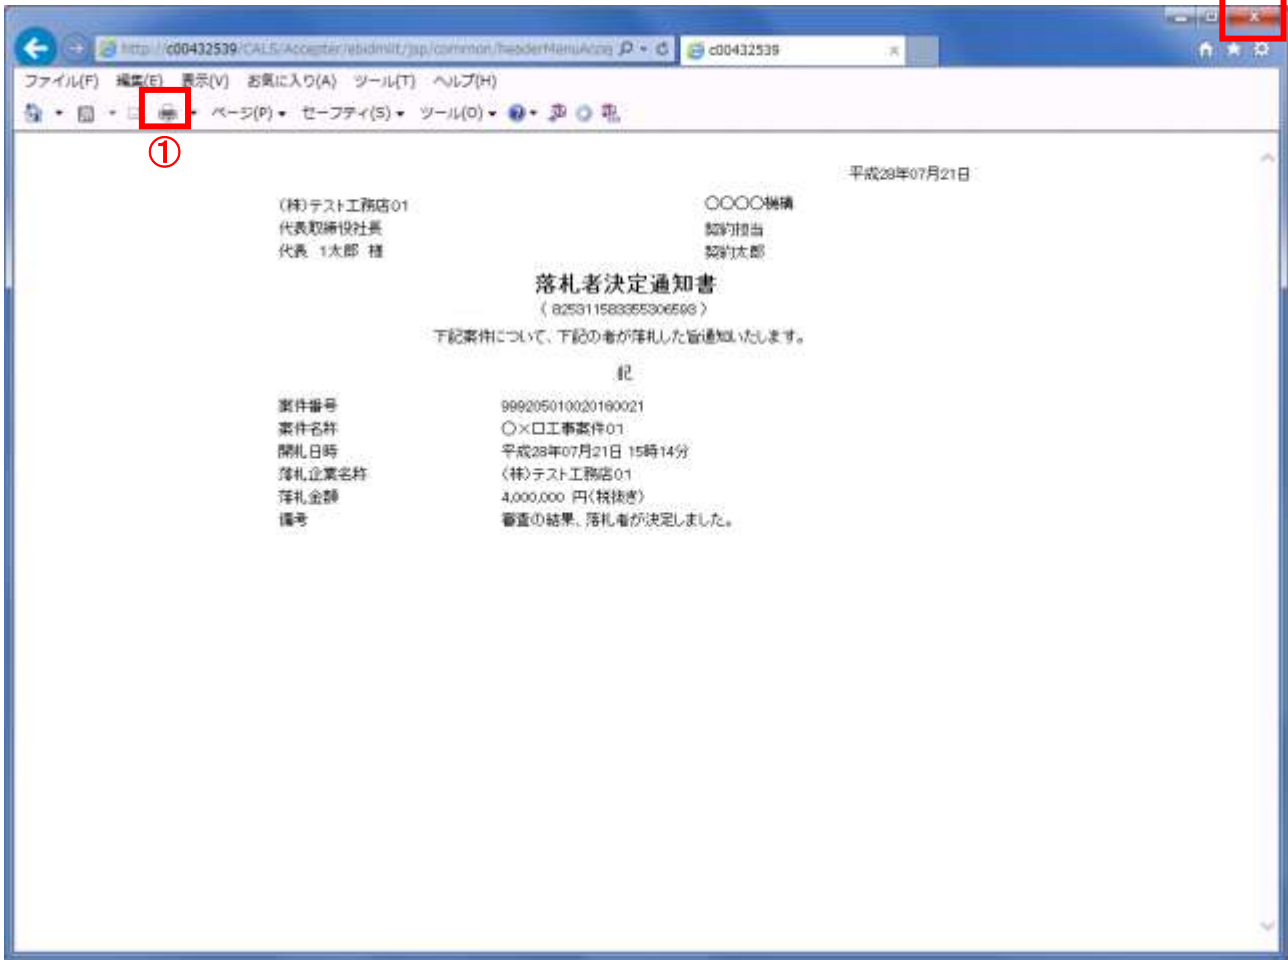 http://c00432539/CALS/Accepter/ebidmlit/jsp/common/headerMenuAccep
c00432539
ファイル(F) 編集(E) 表示(V) お気に入り(A) ツール(T) ヘルプ(H)
ページ(P) セーフティ(S) ツール(O)
①
平成28年07月21日
(株)テスト工務店01
〇〇〇〇機構
代表取締役社長
契約担当
代表 1太郎 様
契約太郎
落札者決定通知書
( 825311583355306593 )
下記案件について、下記の者が落札した旨通知いたします。
記
案件番号 999205010020160021
案件名称 〇×口工事案件01
開札日時 平成28年07月21日 15時14分
落札企業名称 (株)テスト工務店01
落札金額 4,000,000 円(税抜き)
備考 審査の結果、落札者が決定しました。